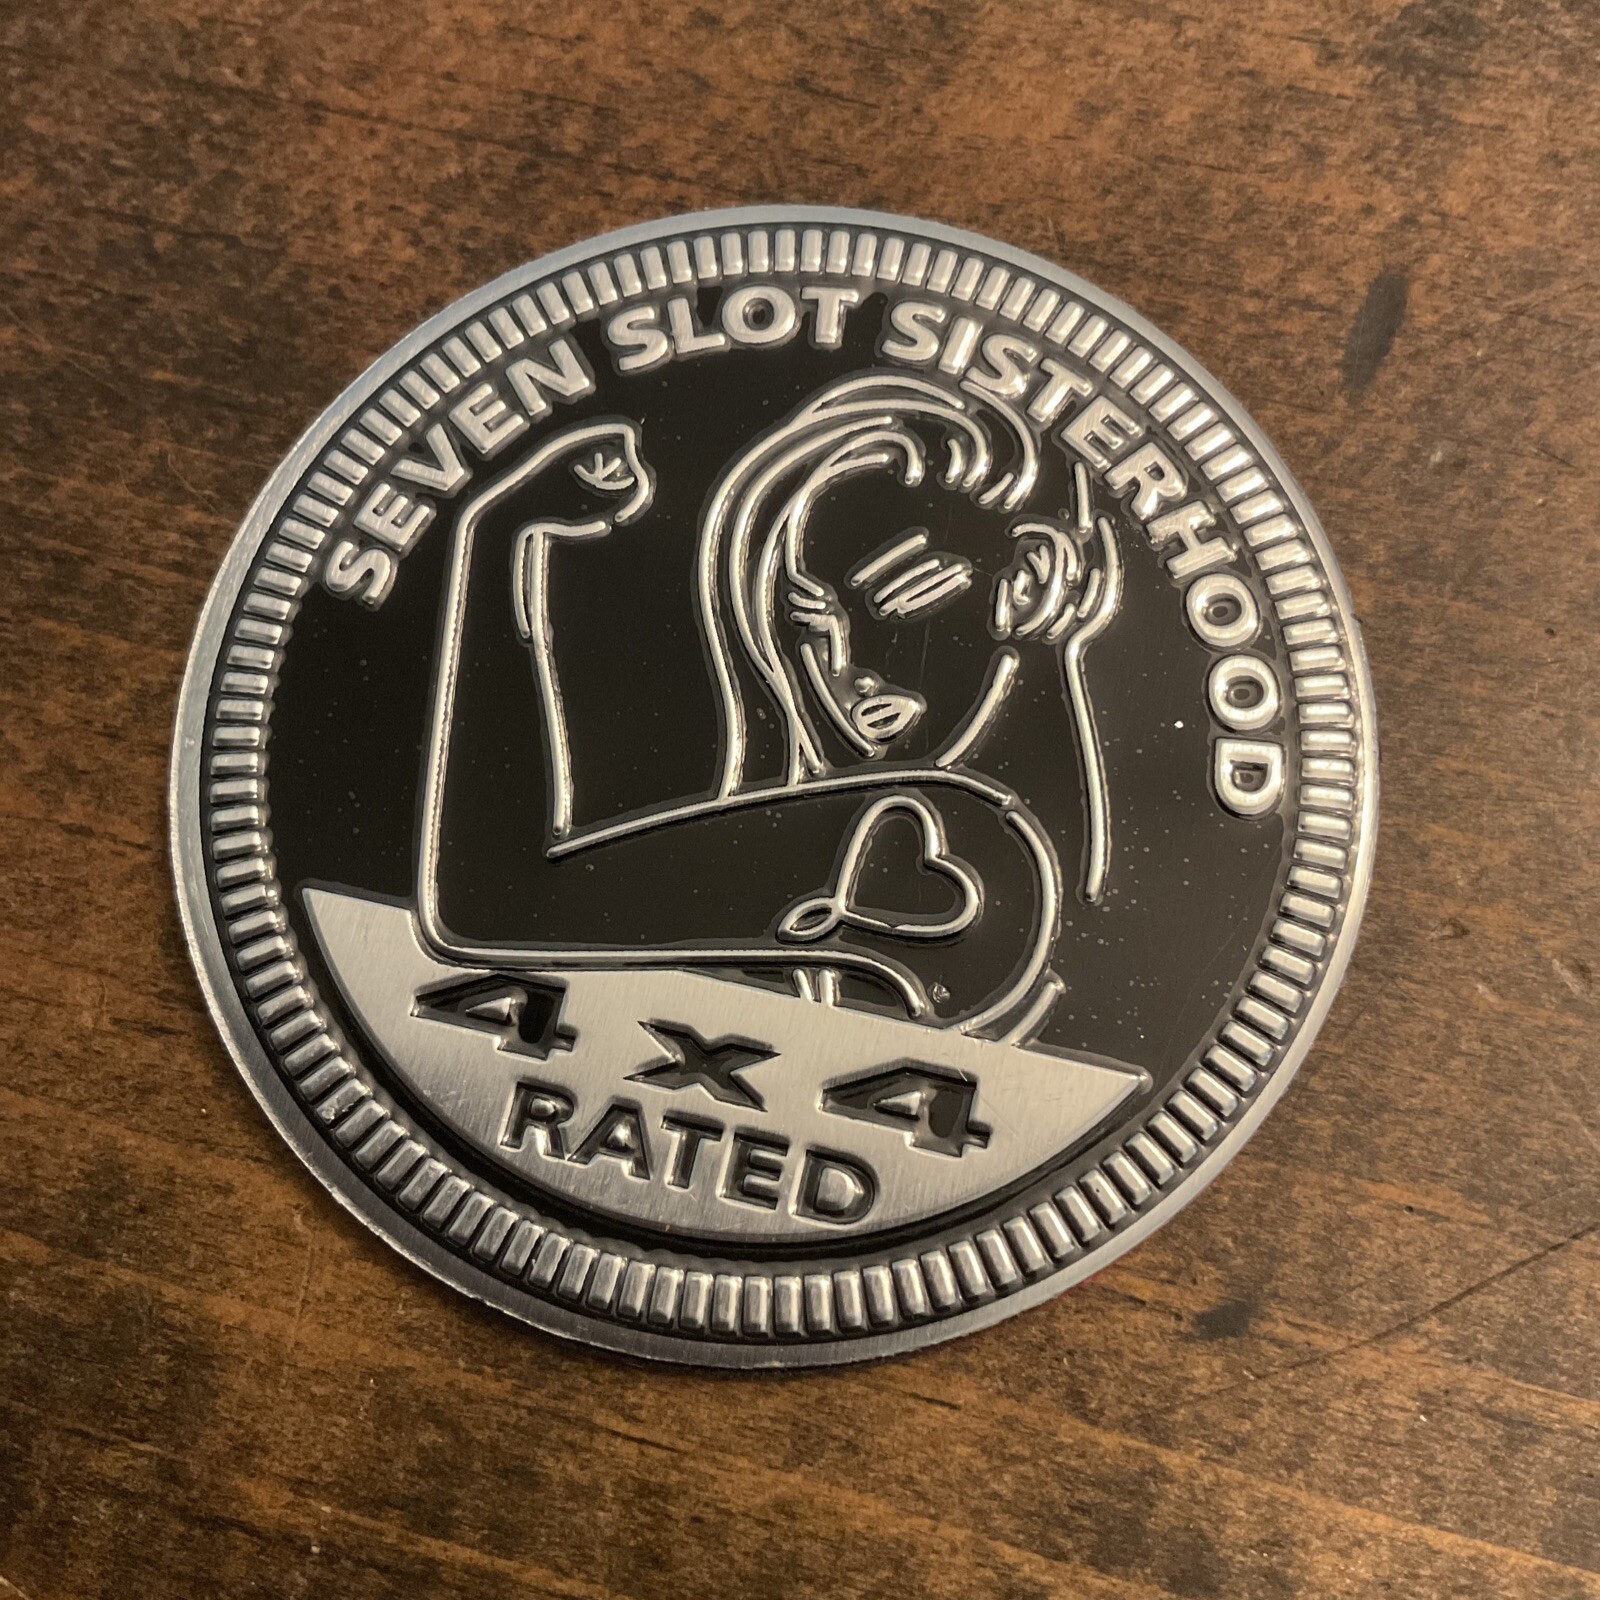 SEVEN SLOT SISTERHOOD
4 X 4
RATED